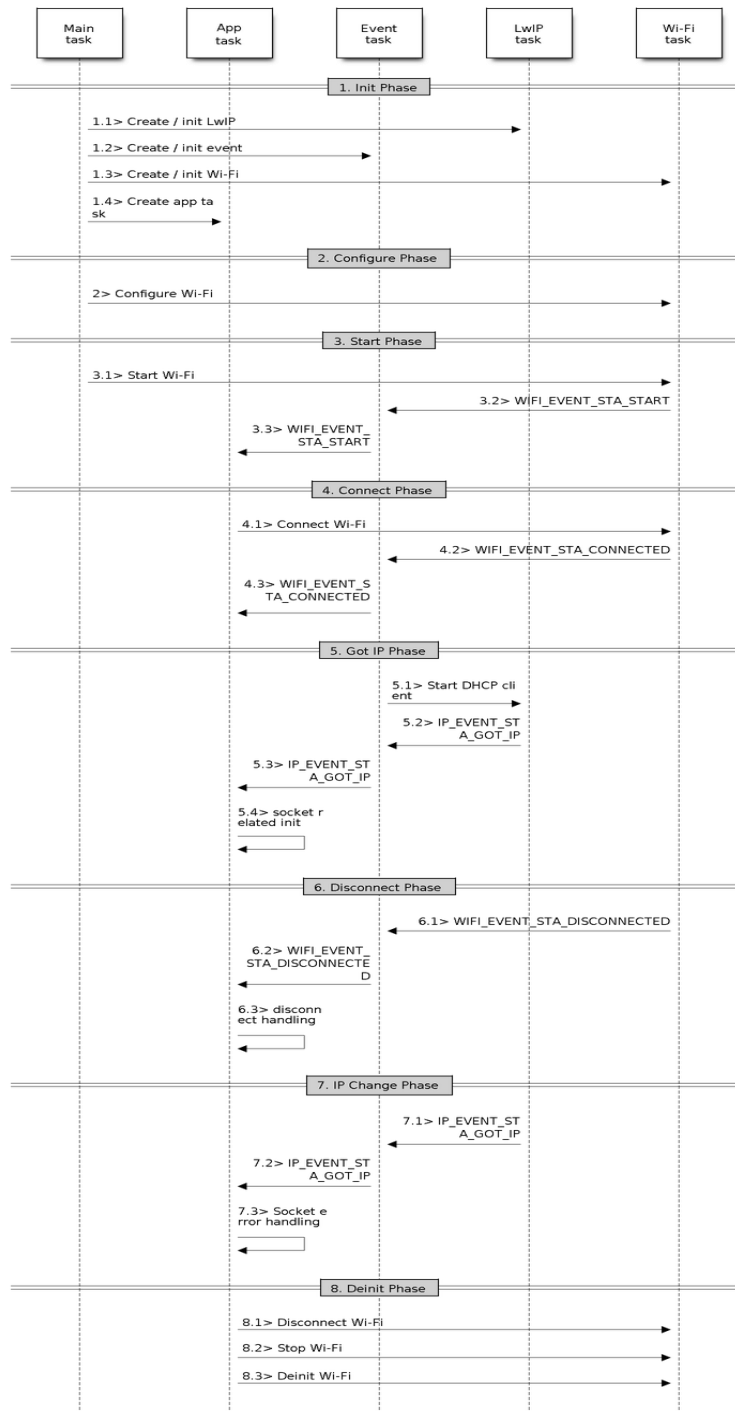 Main
task
App
task
Event
task
LwIP
task
Wi-Fi
task
1. Init Phase
1.1> Create / init LwIP
1.2> Create / init event
1.3> Create / init Wi-Fi
1.4> Create app ta
sk
2. Configure Phase
2> Configure Wi-Fi
3. Start Phase
3.1> Start Wi-Fi
3.2> WIFI_EVENT_STA_START
3.3> WIFI_EVENT_
STA_START
4. Connect Phase
4.1> Connect Wi-Fi
4.2> WIFI_EVENT_STA_CONNECTED
4.3> WIFI_EVENT_S
TA_CONNECTED
5. Got IP Phase
5.1> Start DHCP cli
ent
5.2> IP_EVENT_ST
A_GOT_IP
5.3> IP_EVENT_ST
A_GOT_IP
5.4> socket r
elated init
6. Disconnect Phase
6.1> WIFI_EVENT_STA_DISCONNECTED
6.2> WIFI_EVENT_
STA_DISCONNECTE
D
6.3> disconn
ect handling
7. IP Change Phase
7.1> IP_EVENT_ST
A_GOT_IP
7.2> IP_EVENT_ST
A_GOT_IP
7.3> Socket e
rror handling
8. Deinit Phase
8.1> Disconnect Wi-Fi
8.2> Stop Wi-Fi
8.3> Deinit Wi-Fi